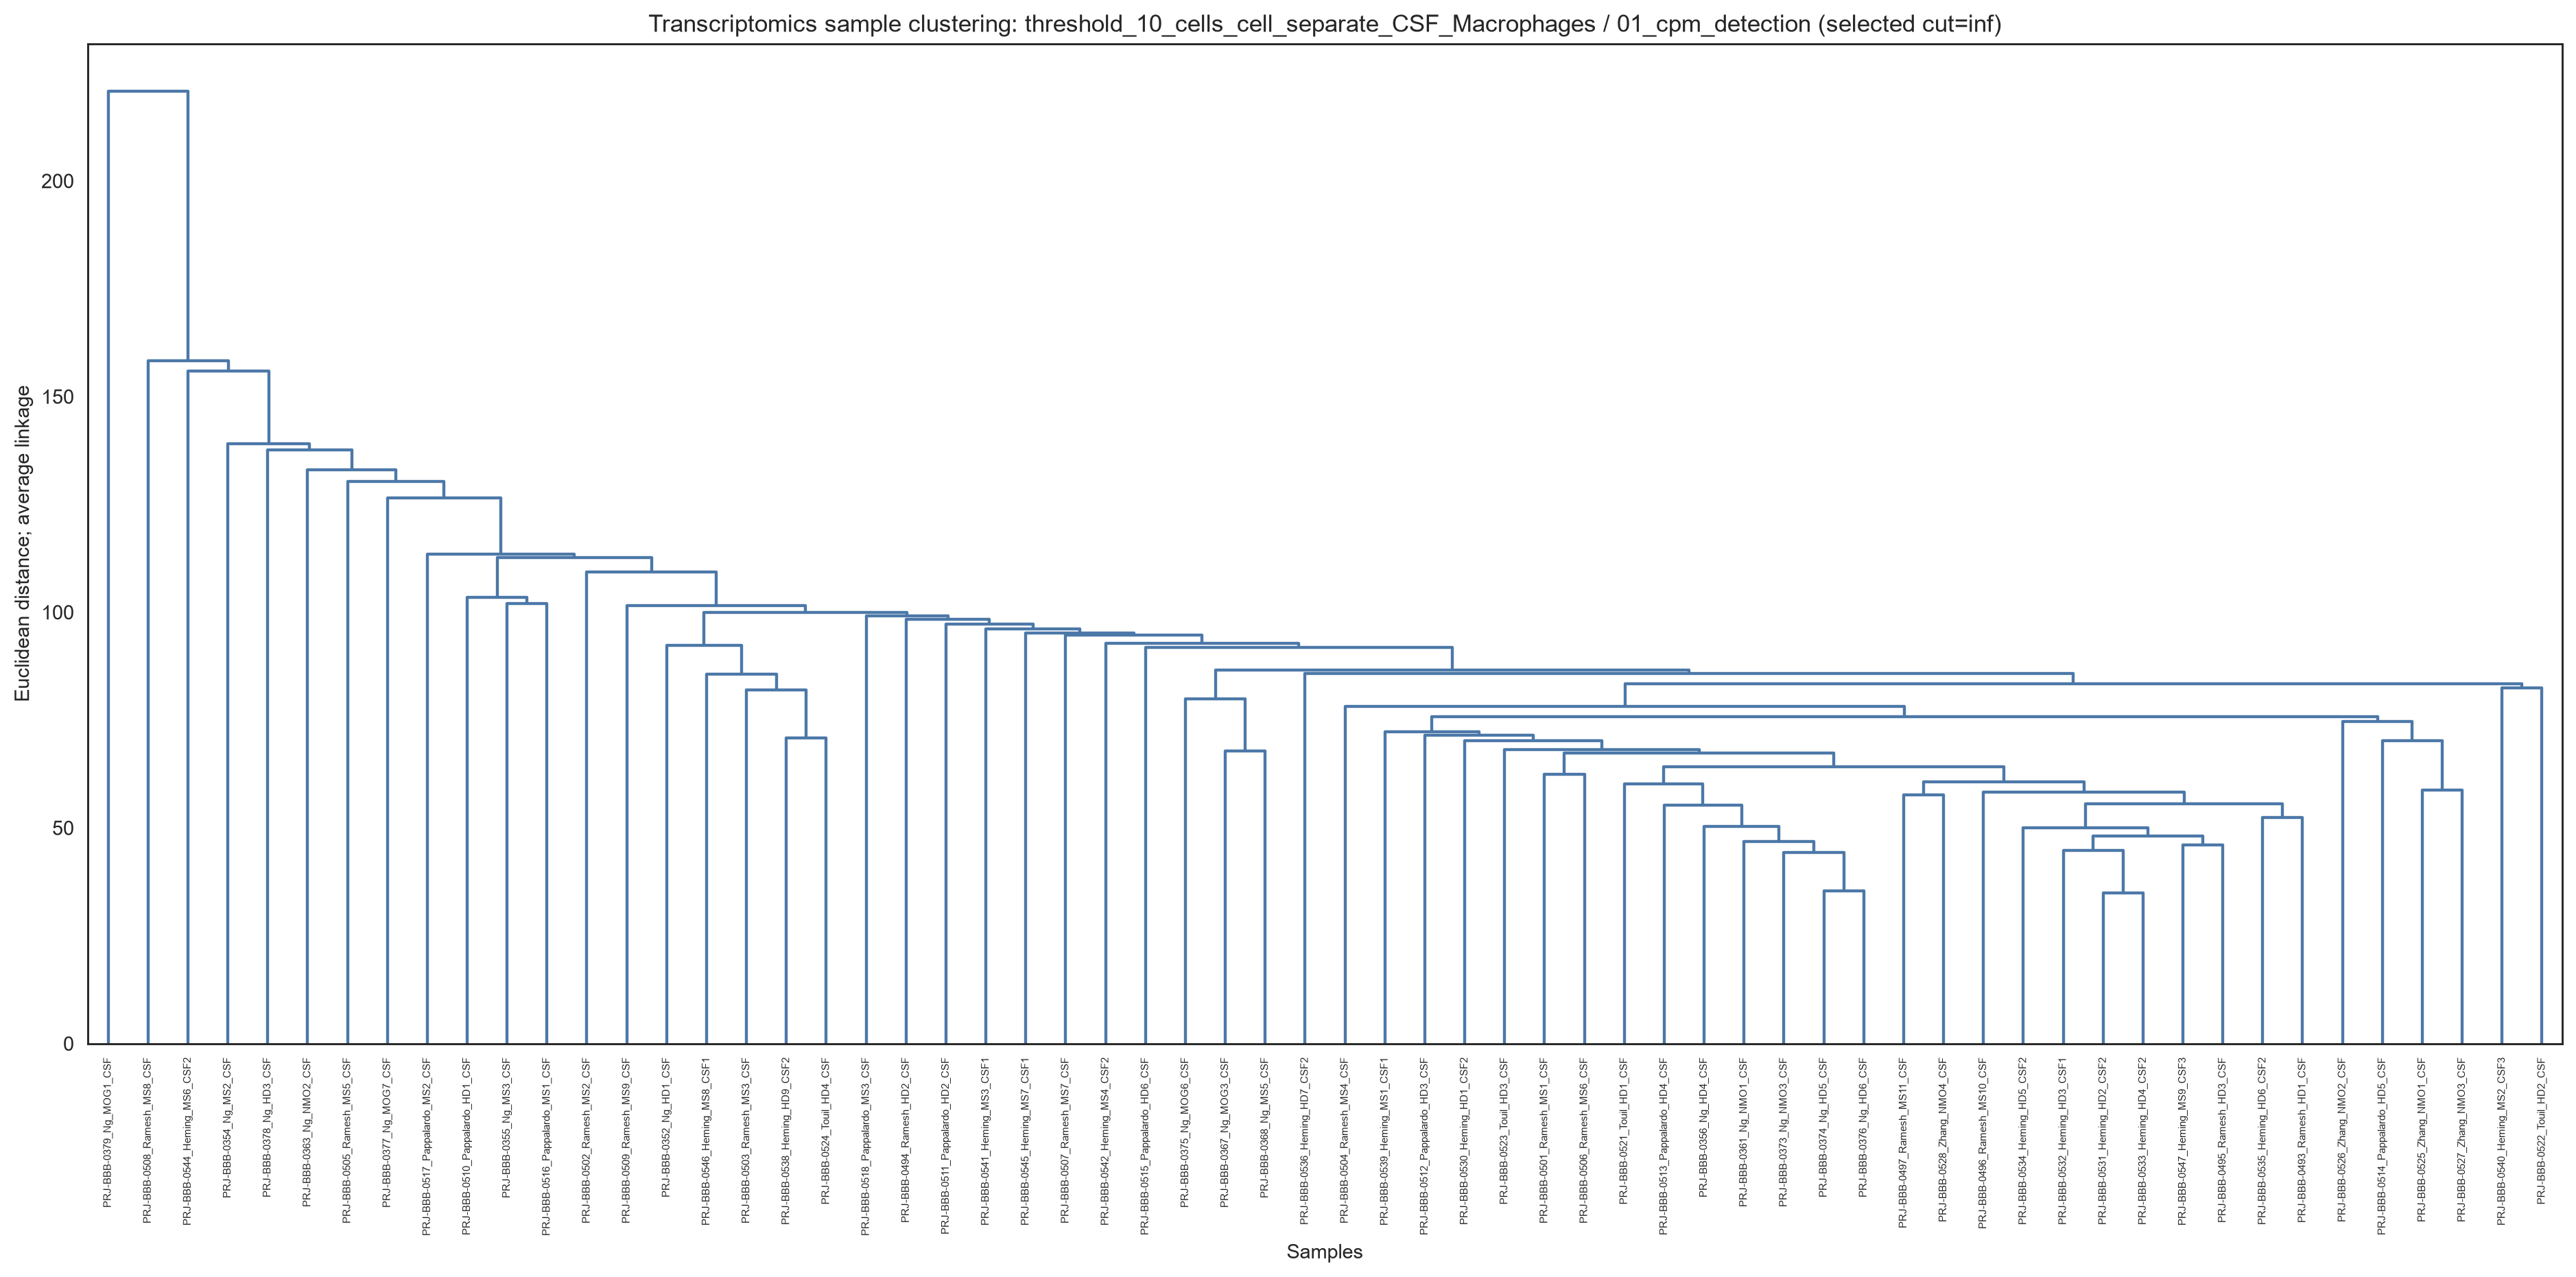 Transcriptomics sample clustering: threshold_10_cells_cell_separate_CSF_Macrophages / 01_cpm_detection (selected cut=inf)
Euclidean distance; average linkage
200
150
100
50
0
PRJ-BBB-0379_Ng_MOG1_CSF
PRJ-BBB-0508_Ramesh_MS8_CSF
PRJ-BBB-0544_Heming_MS6_CSF2
PRJ-BBB-0354_Ng_MS2_CSF
PRJ-BBB-0378_Ng_HD3_CSF
PRJ-BBB-0363_Ng_NMO2_CSF
PRJ-BBB-0505_Ramesh_MS5_CSF
PRJ-BBB-0377_Ng_MOG7_CSF
PRJ-BBB-0517_Pappalardo_MS2_CSF
PRJ-BBB-0510_Pappalardo_HD1_CSF
PRJ-BBB-0355_Ng_MS3_CSF
PRJ-BBB-0516_Pappalardo_MS1_CSF
PRJ-BBB-0502_Ramesh_MS2_CSF
PRJ-BBB-0509_Ramesh_MS9_CSF
PRJ-BBB-0352_Ng_HD1_CSF
PRJ-BBB-0546_Heming_MS8_CSF1
PRJ-BBB-0503_Ramesh_MS3_CSF
PRJ-BBB-0538_Heming_HD9_CSF2
PRJ-BBB-0524_Touil_HD4_CSF
PRJ-BBB-0518_Pappalardo_MS3_CSF
PRJ-BBB-0494_Ramesh_HD2_CSF
PRJ-BBB-0511_Pappalardo_HD2_CSF
PRJ-BBB-0541_Heming_MS3_CSF1
PRJ-BBB-0545_Heming_MS7_CSF1
PRJ-BBB-0507_Ramesh_MS7_CSF
PRJ-BBB-0542_Heming_MS4_CSF2
PRJ-BBB-0515_Pappalardo_HD6_CSF
PRJ-BBB-0375_Ng_MOG6_CSF
PRJ-BBB-0367_Ng_MOG3_CSF
PRJ-BBB-0368_Ng_MS5_CSF
PRJ-BBB-0536_Heming_HD7_CSF2
PRJ-BBB-0504_Ramesh_MS4_CSF
PRJ-BBB-0539_Heming_MS1_CSF1
PRJ-BBB-0512_Pappalardo_HD3_CSF
PRJ-BBB-0530_Heming_HD1_CSF2
PRJ-BBB-0523_Touil_HD3_CSF
PRJ-BBB-0501_Ramesh_MS1_CSF
PRJ-BBB-0506_Ramesh_MS6_CSF
PRJ-BBB-0521_Touil_HD1_CSF
PRJ-BBB-0513_Pappalardo_HD4_CSF
PRJ-BBB-0356_Ng_HD4_CSF
PRJ-BBB-0361_Ng_NMO1_CSF
PRJ-BBB-0373_Ng_NMO3_CSF
PRJ-BBB-0374_Ng_HD5_CSF
PRJ-BBB-0376_Ng_HD6_CSF
PRJ-BBB-0497_Ramesh_MS11_CSF
PRJ-BBB-0528_Zhang_NMO4_CSF
PRJ-BBB-0496_Ramesh_MS10_CSF
PRJ-BBB-0534_Heming_HD5_CSF2
PRJ-BBB-0532_Heming_HD3_CSF1
PRJ-BBB-0531_Heming_HD2_CSF2
PRJ-BBB-0533_Heming_HD4_CSF2
PRJ-BBB-0547_Heming_MS9_CSF3
PRJ-BBB-0495_Ramesh_HD3_CSF
PRJ-BBB-0535_Heming_HD6_CSF2
PRJ-BBB-0493_Ramesh_HD1_CSF
PRJ-BBB-0526_Zhang_NMO2_CSF
PRJ-BBB-0514_Pappalardo_HD5_CSF
PRJ-BBB-0525_Zhang_NMO1_CSF
PRJ-BBB-0527_Zhang_NMO3_CSF
PRJ-BBB-0540_Heming_MS2_CSF3
PRJ-BBB-0522_Touil_HD2_CSF
Samples